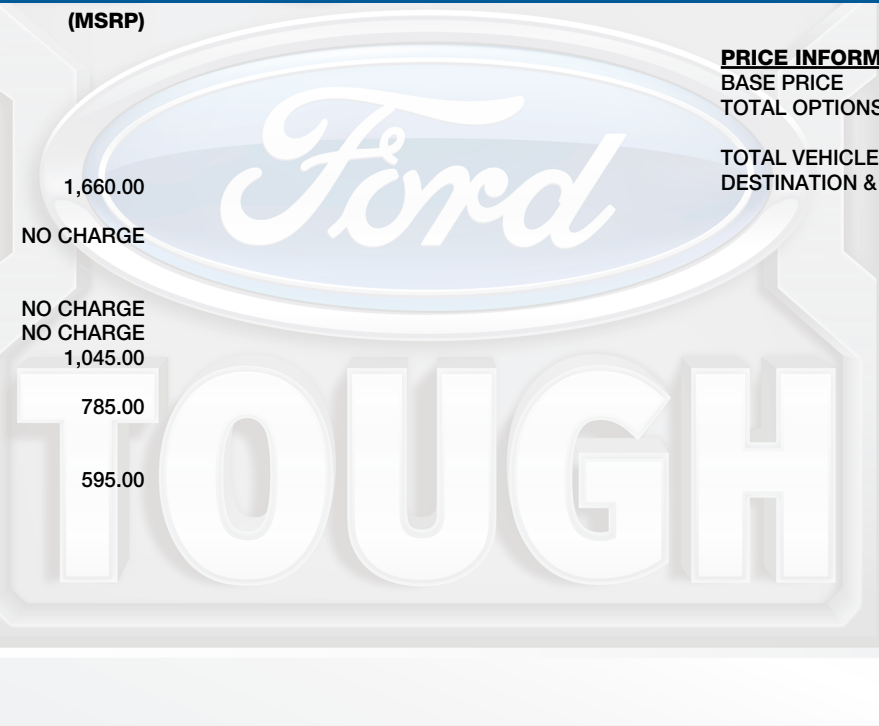 (MSRP)
1,660.00
NO CHARGE
NO CHARGE
NO CHARGE
1,045.00
785.00
595.00
PRICE INFORM
BASE PRICE
TOTAL OPTIONS
TOTAL VEHICLE
DESTINATION &
Ford
TOUGH